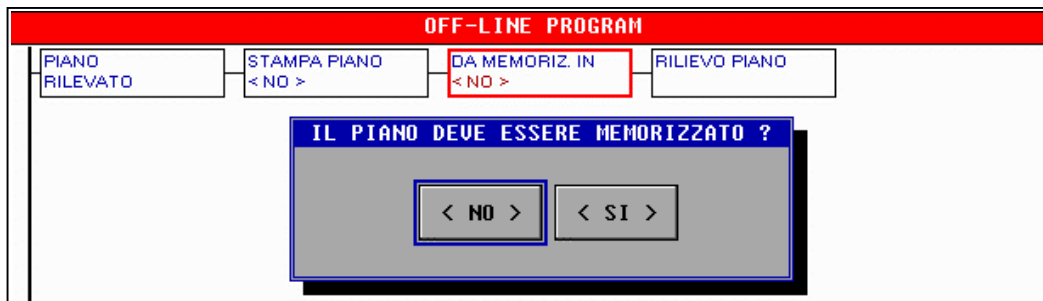 OFF-LINE PROGRAM
PIANO
RILEVATO
STAMPA PIANO
< NO >
DA MEMORIZ. IN
< NO >
RILIEVO PIANO
IL PIANO DEVE ESSERE MEMORIZZATO ?
< NO >
< SI >